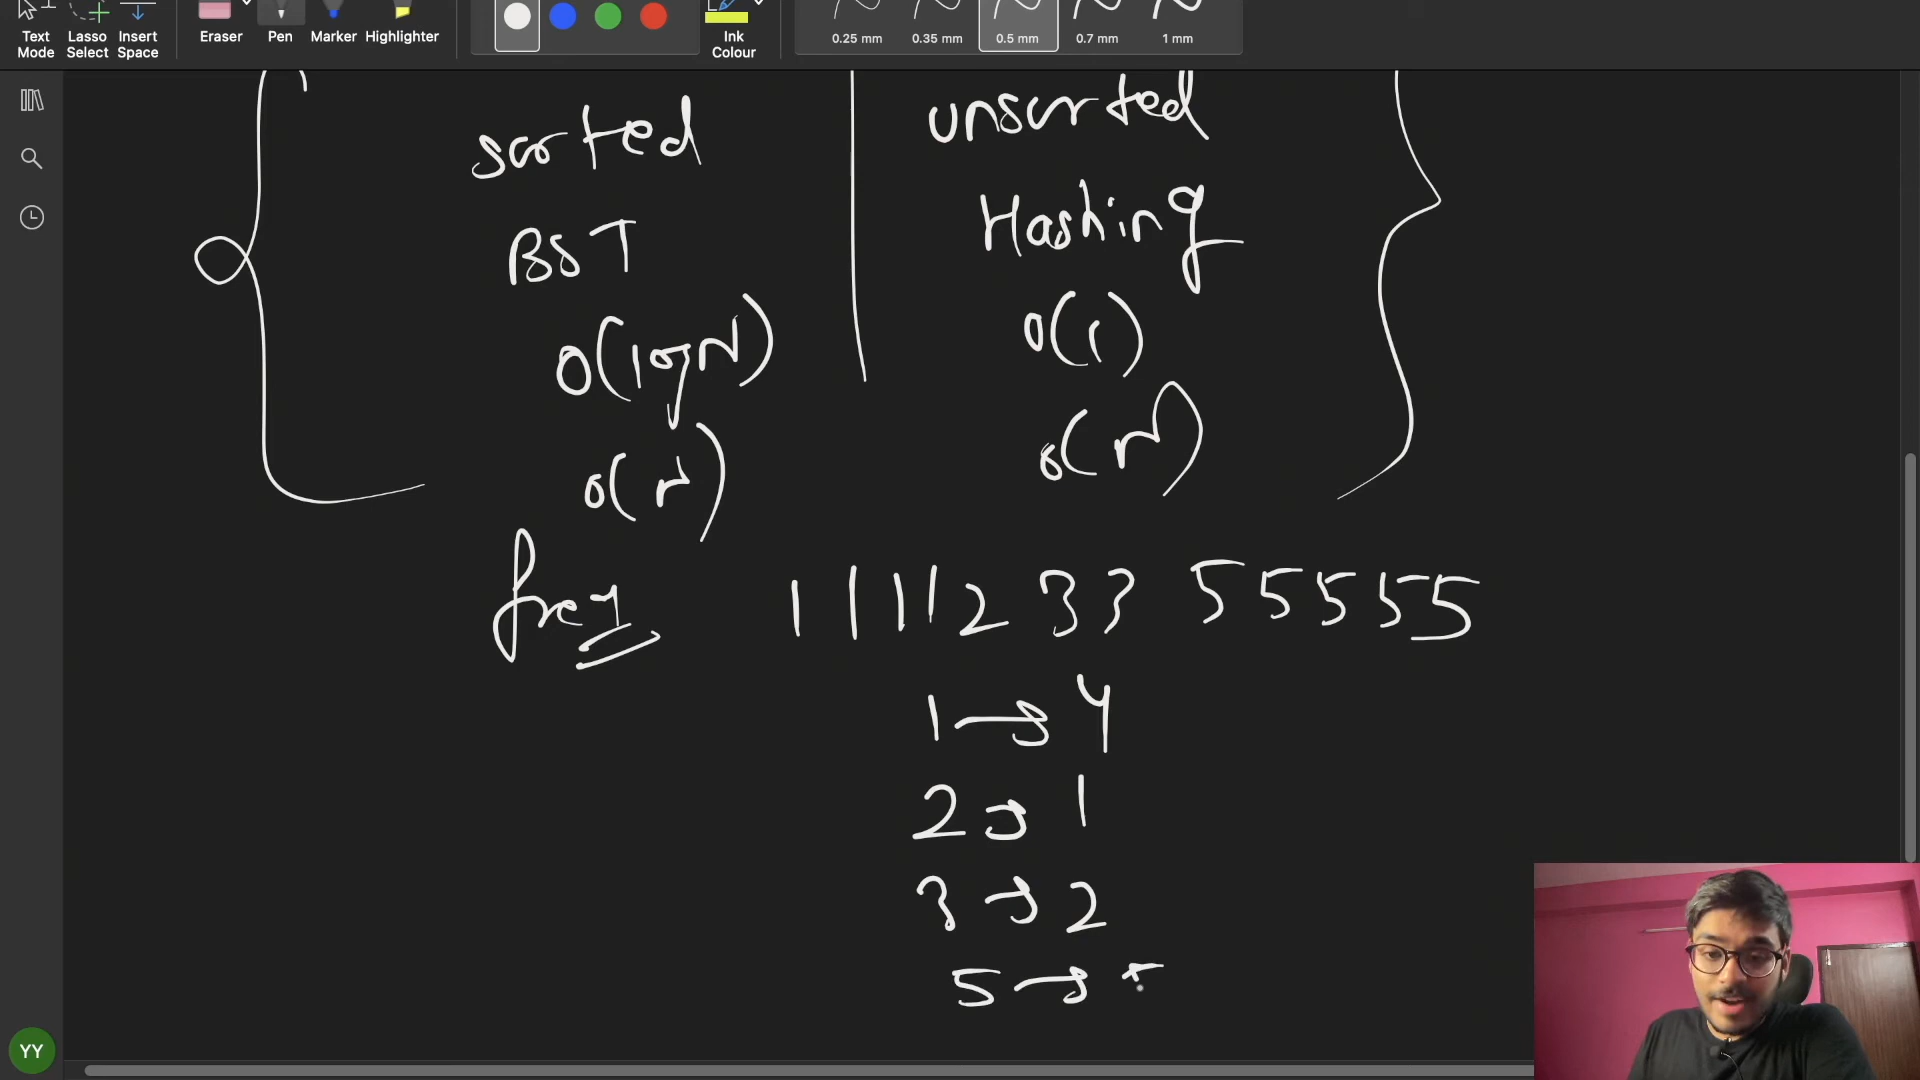 Text Mode
Lasso Select
Insert Space
Eraser
Pen
Marker
Highlighter
Ink Colour
0.25 mm
0.35 mm
0.5 mm
0.7 mm
1 mm
sorted
unsorted
BST
Hashing
O(logN)
O(1)
O(N)
O(N)
freq
1 1 1 1 2 3 3 5 5 5 5 5
1 → 4
2 → 1
3 → 2
5 →
YY